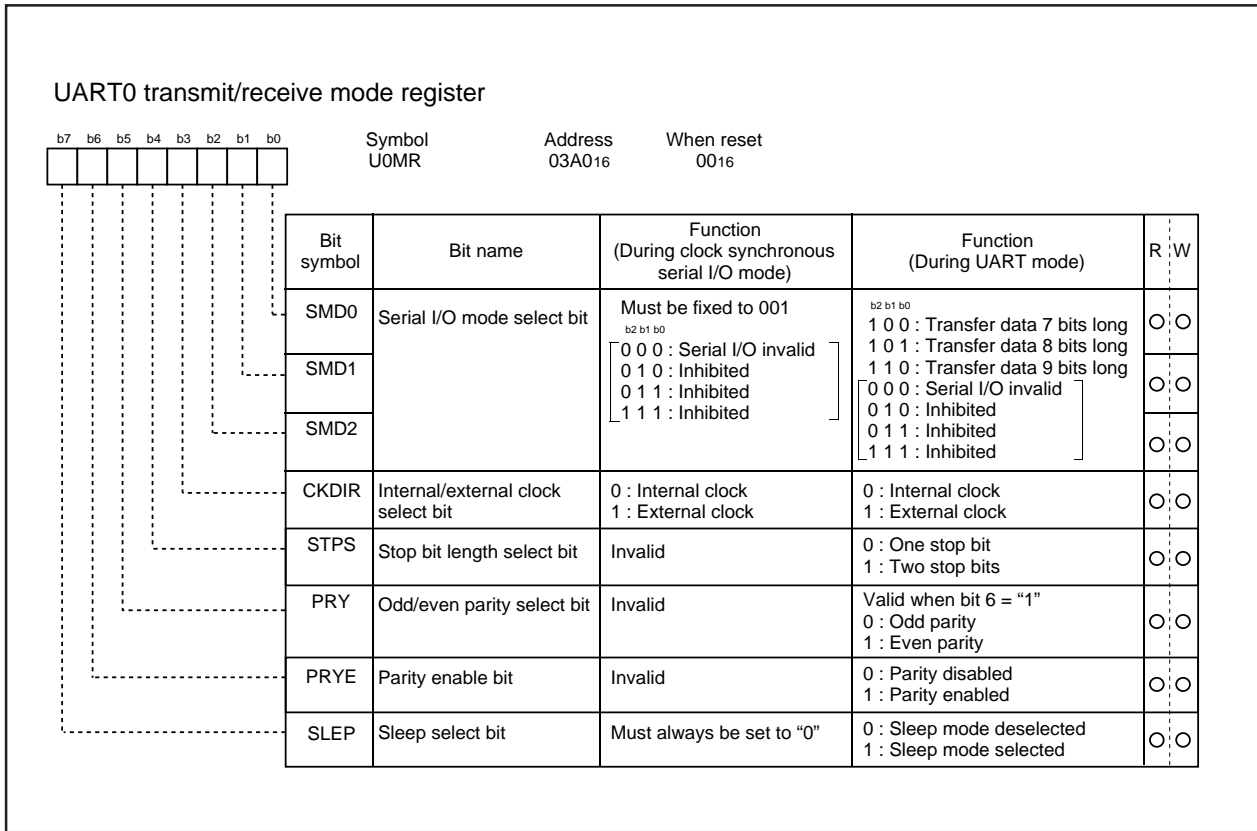 UART0 transmit/receive mode register
b7 b6 b5 b4 b3 b2 b1 b0
Symbol Address When reset
U0MR 03A016 0016
Bit symbol
Bit name
Function
(During clock synchronous
serial I/O mode)
Function
(During UART mode)
R W
SMD0
SMD1
SMD2
Serial I/O mode select bit
Must be fixed to 001
b2 b1 b0
0 0 0 : Serial I/O invalid
0 1 0 : Inhibited
0 1 1 : Inhibited
1 1 1 : Inhibited
b2 b1 b0
1 0 0 : Transfer data 7 bits long
1 0 1 : Transfer data 8 bits long
1 1 0 : Transfer data 9 bits long
0 0 0 : Serial I/O invalid
0 1 0 : Inhibited
0 1 1 : Inhibited
1 1 1 : Inhibited
CKDIR
Internal/external clock
select bit
0 : Internal clock
1 : External clock
0 : Internal clock
1 : External clock
STPS
Stop bit length select bit
Invalid
0 : One stop bit
1 : Two stop bits
PRY
Odd/even parity select bit
Invalid
Valid when bit 6 = “1”
0 : Odd parity
1 : Even parity
PRYE
Parity enable bit
Invalid
0 : Parity disabled
1 : Parity enabled
SLEP
Sleep select bit
Must always be set to “0”
0 : Sleep mode deselected
1 : Sleep mode selected